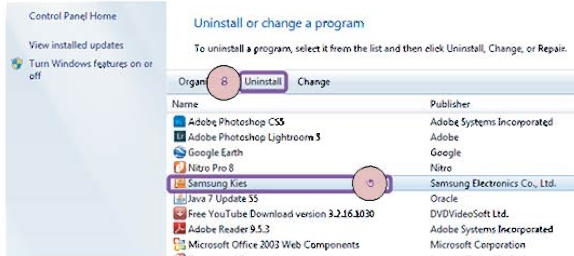 Control Panel Home
View installed updates
Turn Windows features on or
off
Uninstall or change a program
To uninstall a program, select it from the list and then click Uninstall, Change, or Repair.
8 Uninstall Change
Name Publisher
Adobe Photoshop CS5 Adobe Systems Incorporated
Adobe Photoshop Lightroom 3 Adobe
Google Earth Google
Nitro Pro 8 Nitro
Samsung Kies Samsung Electronics Co., Ltd.
Java 7 Update 55 Oracle
Free YouTube Download version 3.2.16.1030 DVDVideoSoft Ltd.
Adobe Reader 9.5.3 Adobe Systems Incorporated
Microsoft Office 2003 Web Components Microsoft Corporation